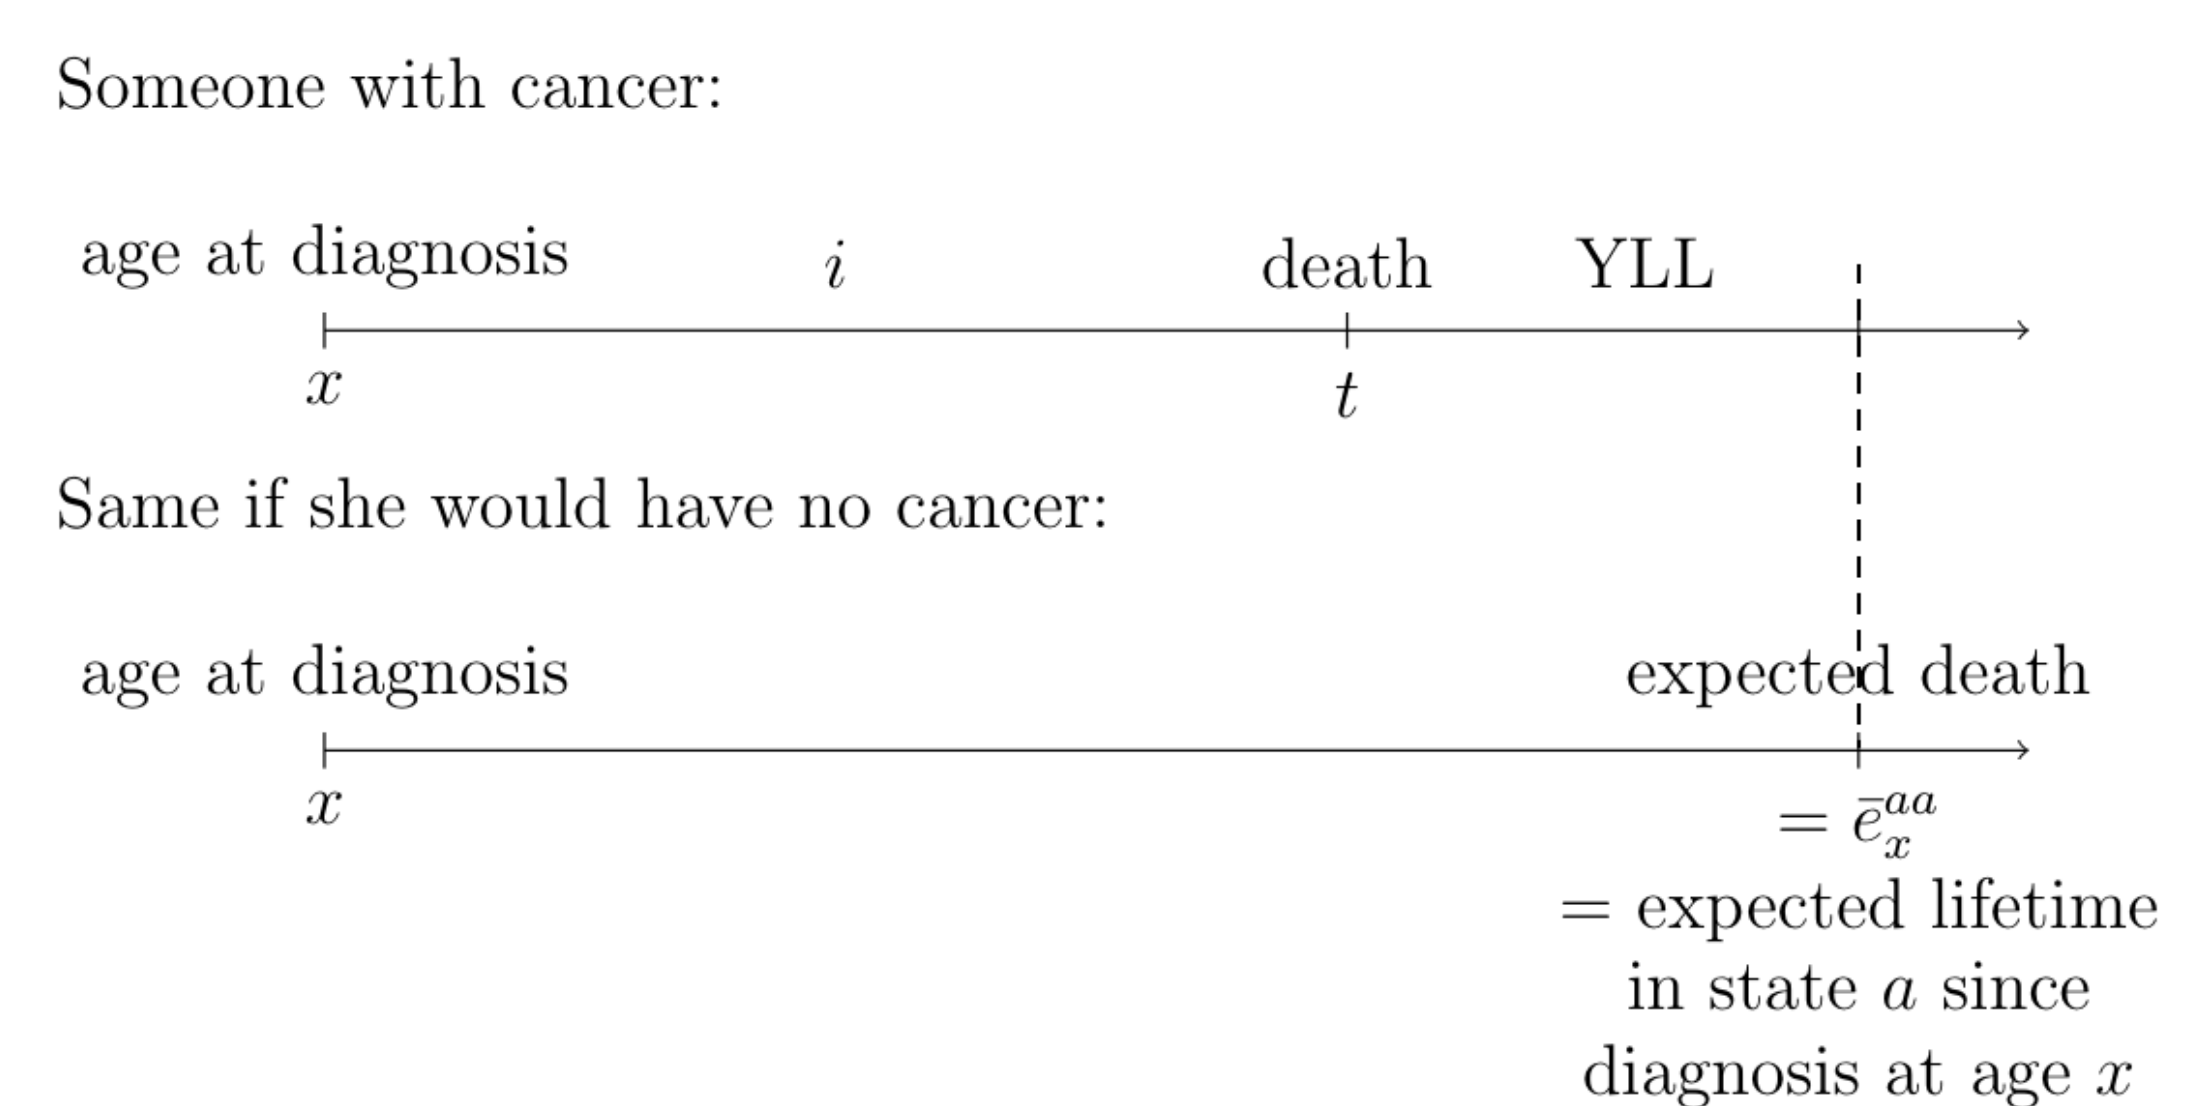 Someone with cancer:
age at diagnosis i death YLL
x t
Same if she would have no cancer:
age at diagnosis expected death
x
= ē_x^{aa}
= expected lifetime
in state a since
diagnosis at age x